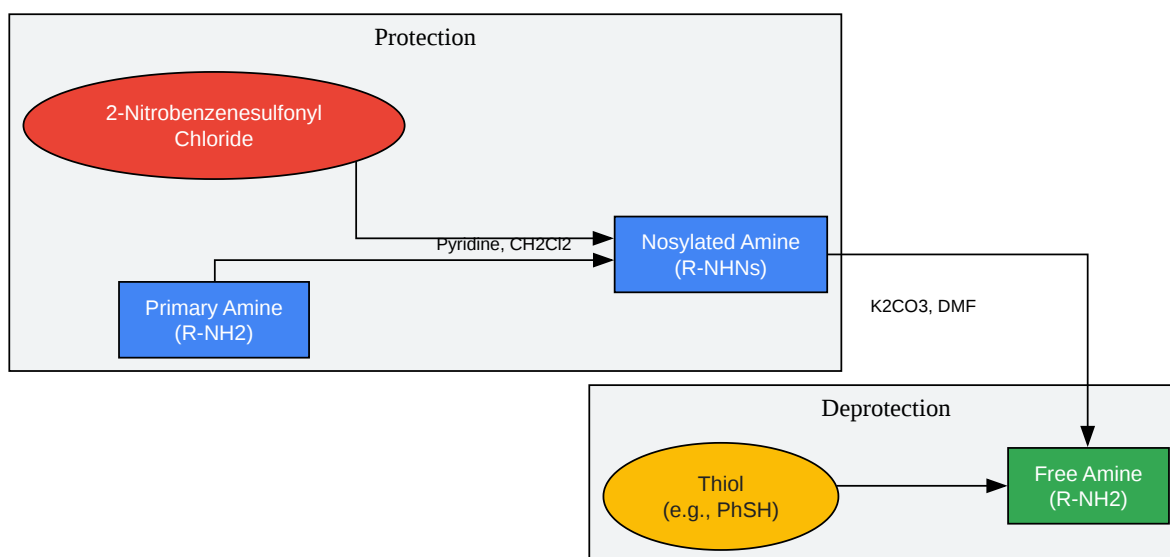 Protection
2-Nitrobenzenesulfonyl
Chloride
Pyridine, CH2Cl2
Nosylated Amine
(R-NHNs)
Primary Amine
(R-NH2)
K2CO3, DMF
Deprotection
Thiol
(e.g., PhSH)
Free Amine
(R-NH2)